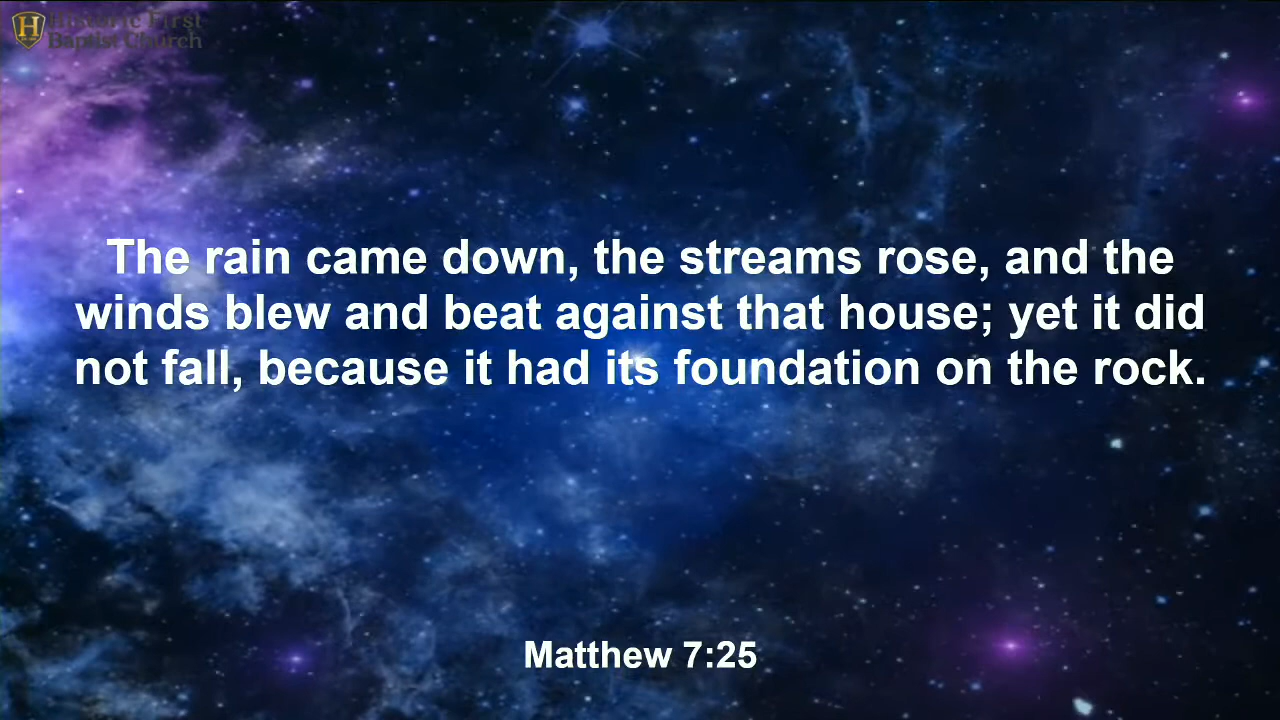 H Historic First
Baptist Church
The rain came down, the streams rose, and the
winds blew and beat against that house; yet it did
not fall, because it had its foundation on the rock.
Matthew 7:25